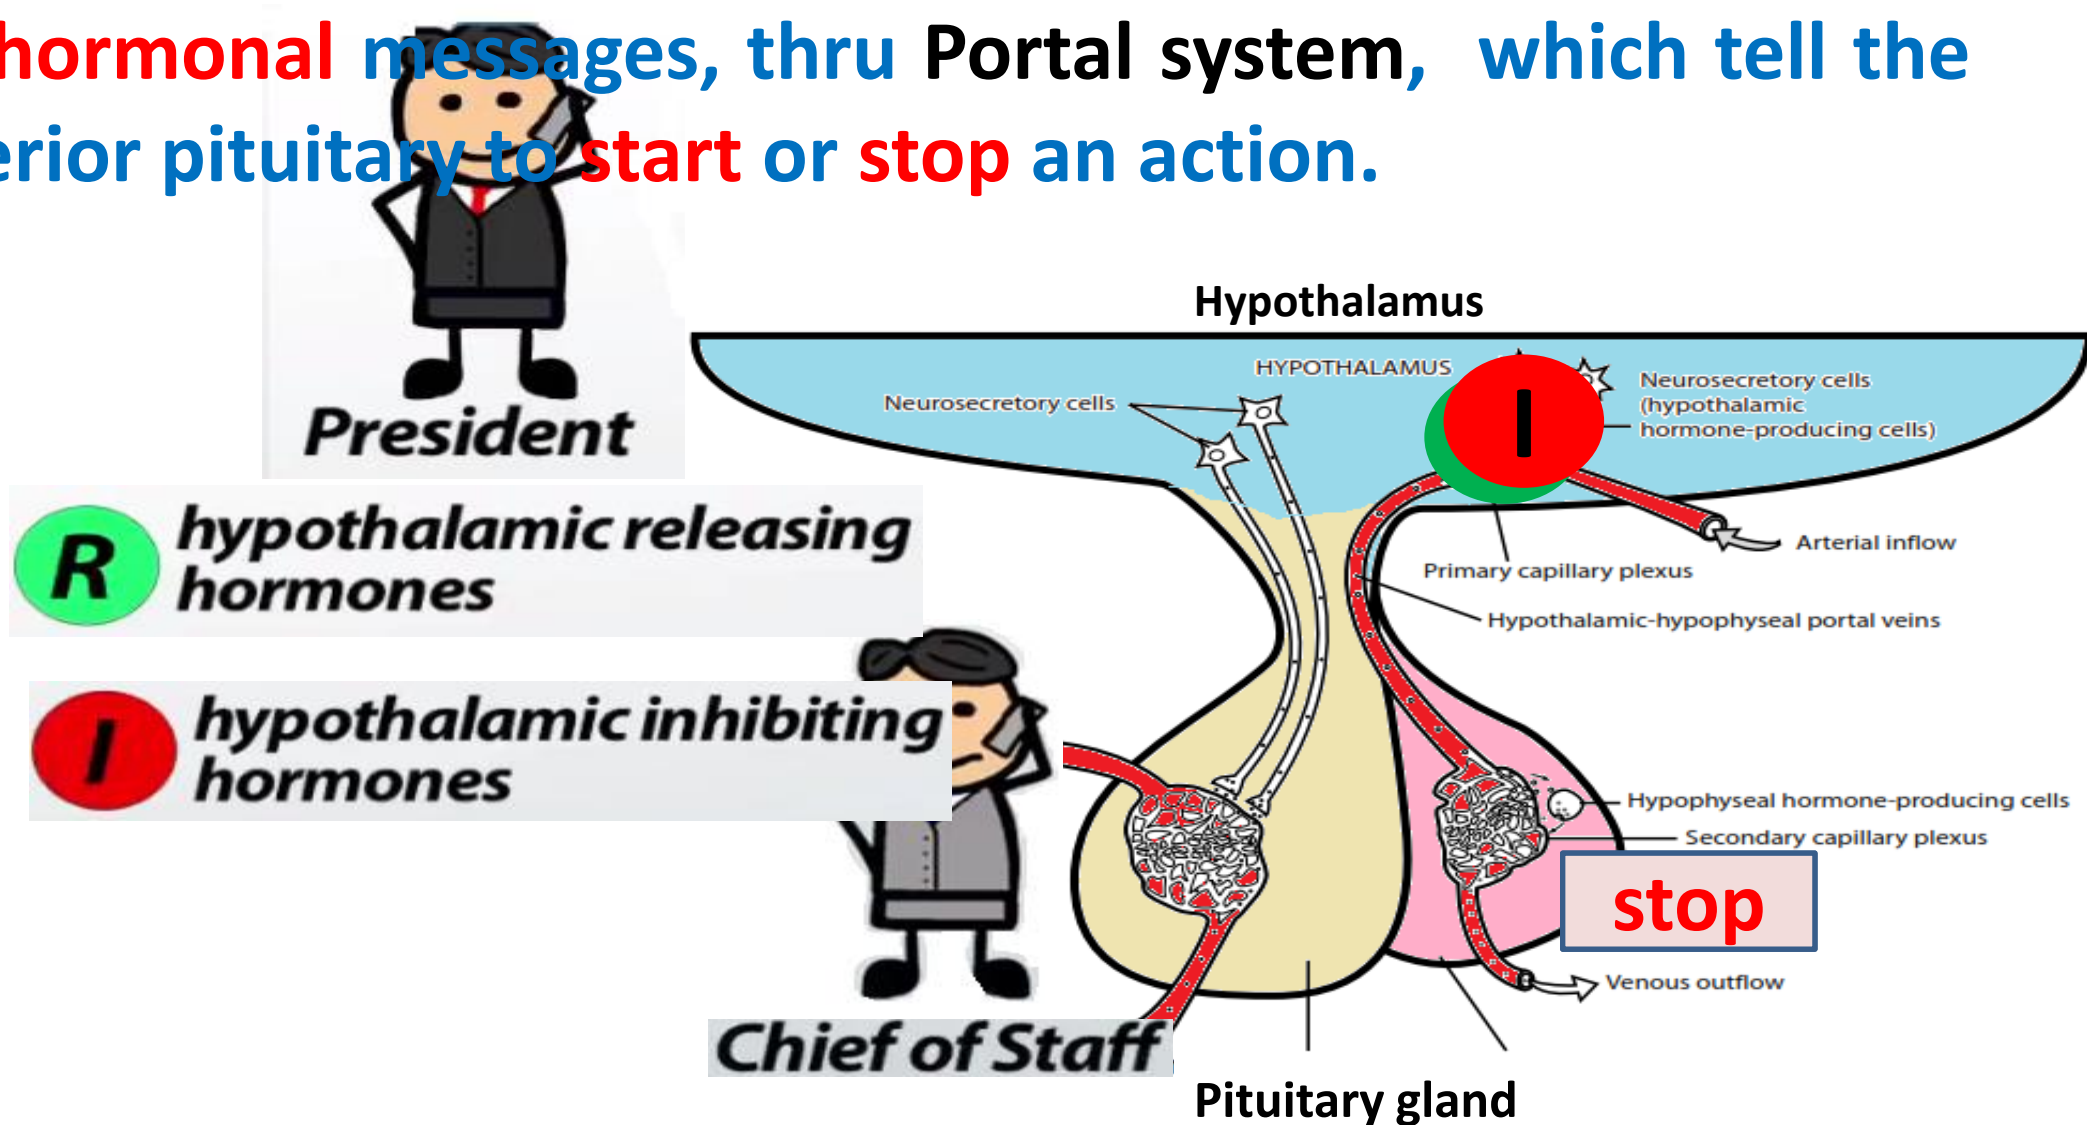 hormonal messages, thru Portal system, which tell the
erior pituitary to start or stop an action.
President
Hypothalamus
HYPOTHALAMUS
Neurosecretory cells
I
Neurosecretory cells
(hypothalamic
hormone-producing cells)
R
hypothalamic releasing
hormones
Arterial inflow
Primary capillary plexus
Hypothalamic-hypophyseal portal veins
I
hypothalamic inhibiting
hormones
Hypophyseal hormone-producing cells
Secondary capillary plexus
stop
Venous outflow
Chief of Staff
Pituitary gland